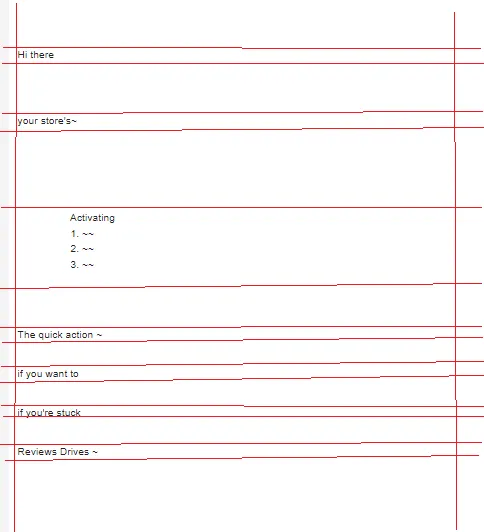 Hi there
your store's~
Activating
1. ~~
2. ~~
3. ~~
The quick action ~
if you want to
if you're stuck
Reviews Drives ~